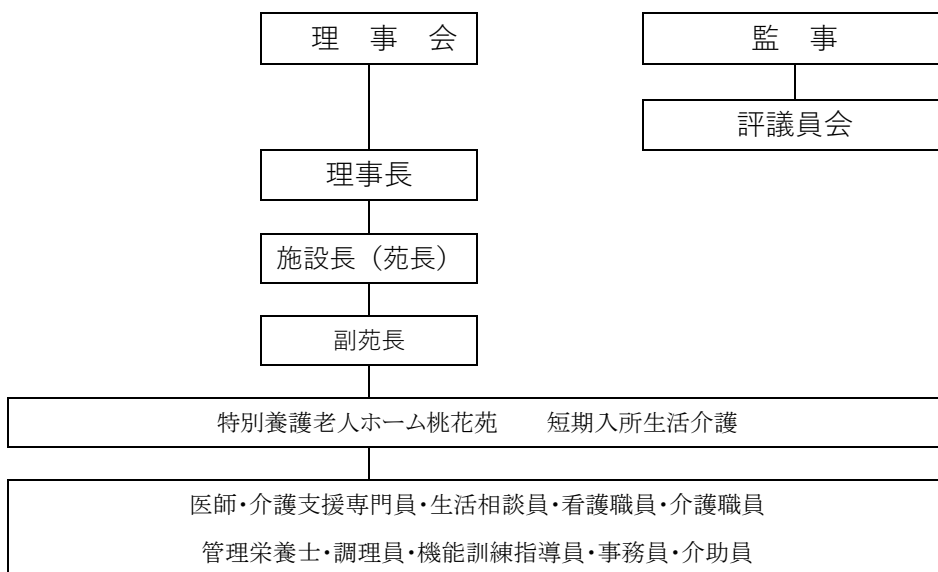 理 事 会
監 事
評議員会
理事長
施設長（苑長）
副苑長
特別養護老人ホーム桃花苑　　短期入所生活介護
医師・介護支援専門員・生活相談員・看護職員・介護職員
管理栄養士・調理員・機能訓練指導員・事務員・介助員